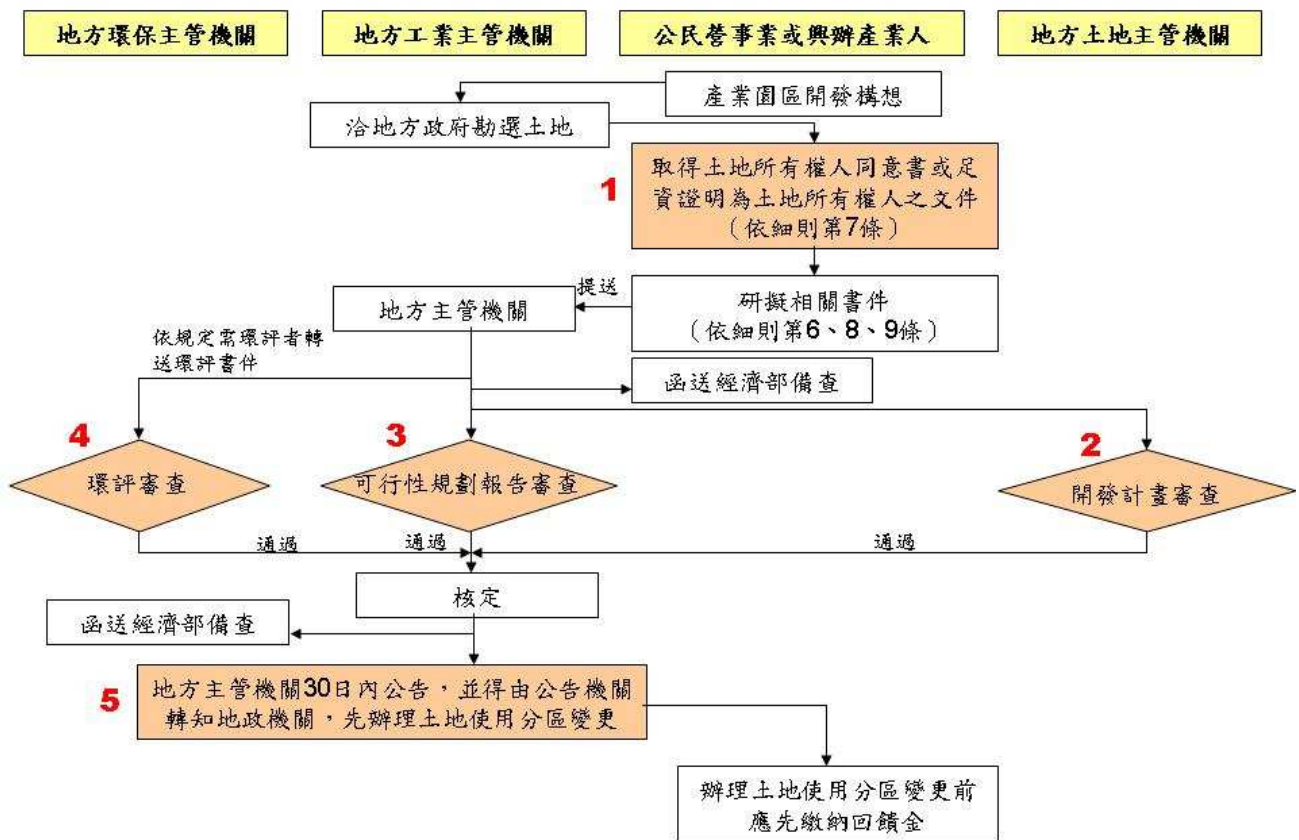 地方環保主管機關
地方工業主管機關
公民營事業或興辦產業人
地方土地主管機關
產業園區開發構想
洽地方政府勘選土地
1
取得土地所有權人同意書或足
資證明為土地所有權人之文件
(依細則第7條)
提送
研擬相關書件
(依細則第6、8、9條)
地方主管機關
依規定需環評者轉
送環評書件
函送經濟部備查
4
環評審查
3
可行性規劃報告審查
2
開發計畫審查
通過
通過
通過
核定
函送經濟部備查
5
地方主管機關30日內公告，並得由公告機關
轉知地政機關，先辦理土地使用分區變更
辦理土地使用分區變更前
應先繳納回饋金